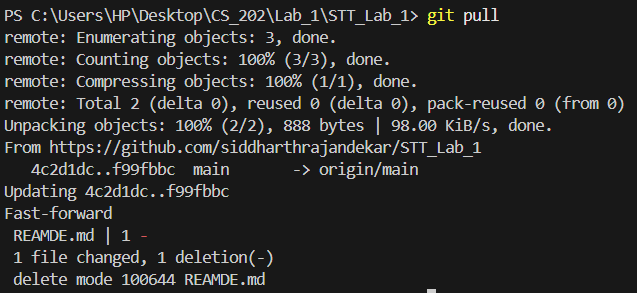 PS C:\Users\HP\Desktop\CS_202\Lab_1\STT_Lab_1> git pull
remote: Enumerating objects: 3, done.
remote: Counting objects: 100% (3/3), done.
remote: Compressing objects: 100% (1/1), done.
remote: Total 2 (delta 0), reused 0 (delta 0), pack-reused 0 (from 0)
Unpacking objects: 100% (2/2), 888 bytes | 98.00 KiB/s, done.
From https://github.com/siddharthrajandekar/STT_Lab_1
   4c2d1dc..f99fbbc  main       -> origin/main
Updating 4c2d1dc..f99fbbc
Fast-forward
 REAMDE.md | 1 -
 1 file changed, 1 deletion(-)
 delete mode 100644 REAMDE.md